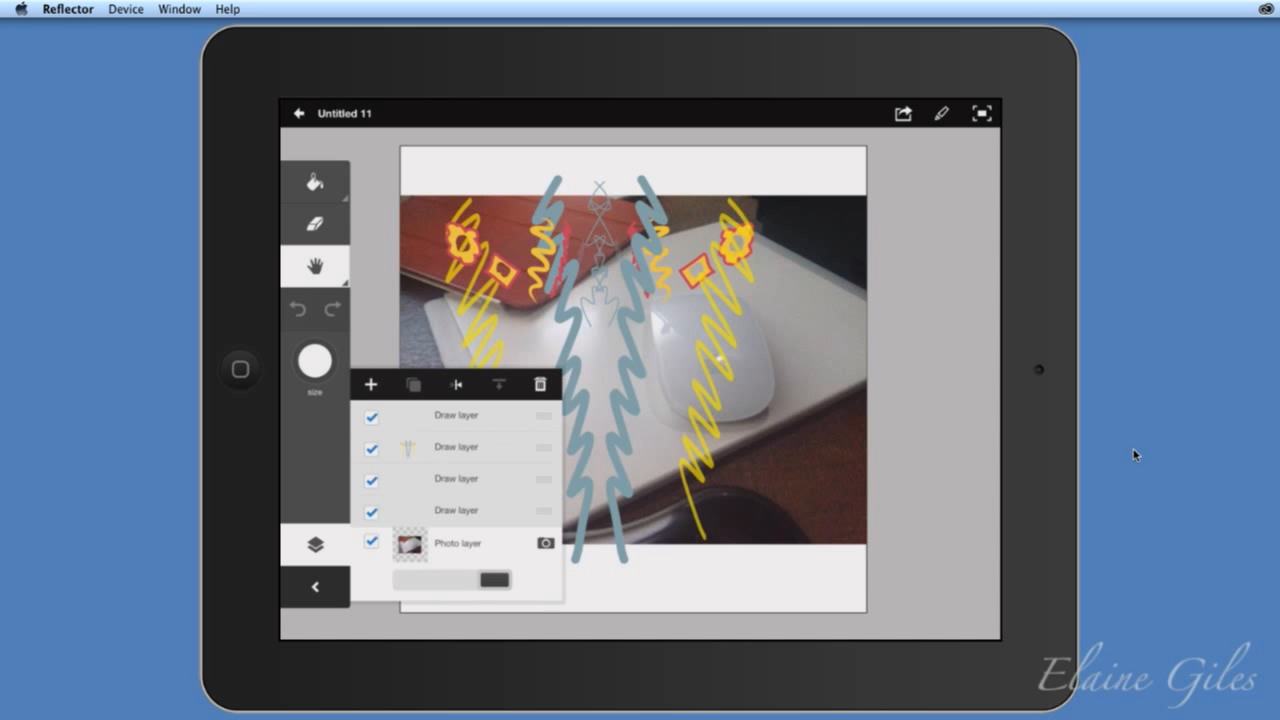 Reflector Device Window Help
Untitled 11
size
Draw layer
Draw layer
Draw layer
Draw layer
Photo layer
Elaine Giles